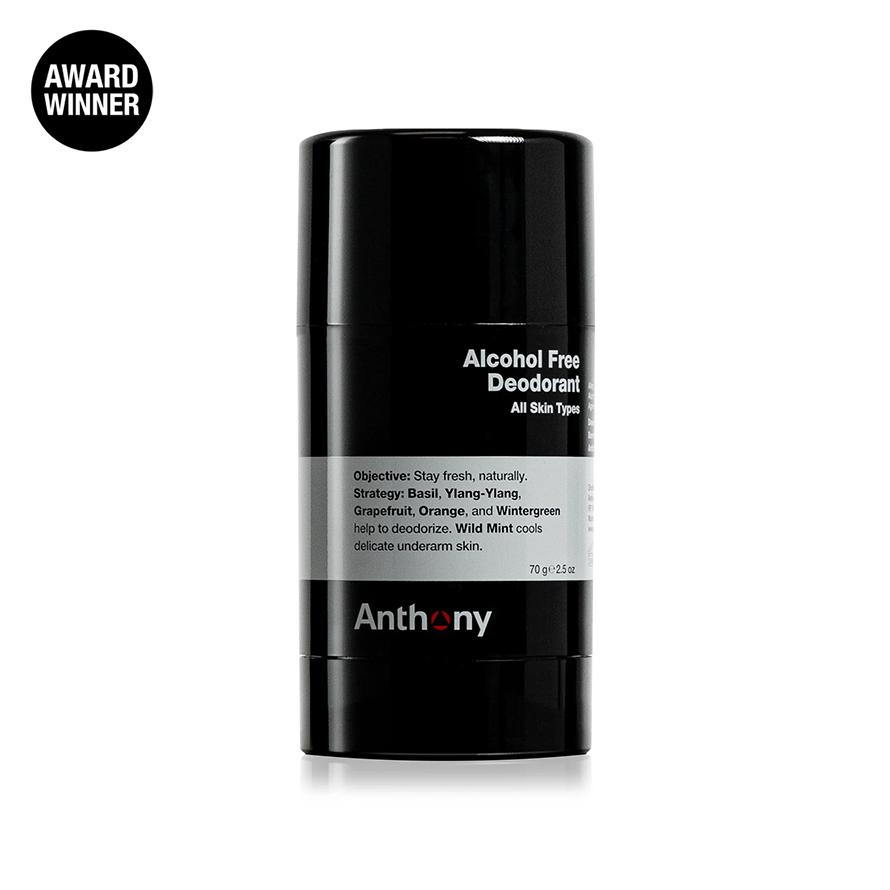 AWARD
WINNER
Alcohol Free
Deodorant
All Skin Types
Objective: Stay fresh, naturally.
Strategy: Basil, Ylang-Ylang,
Grapefruit, Orange, and Wintergreen
help to deodorize. Wild Mint cools
delicate underarm skin.
70 g℮2.5 oz
Anthony